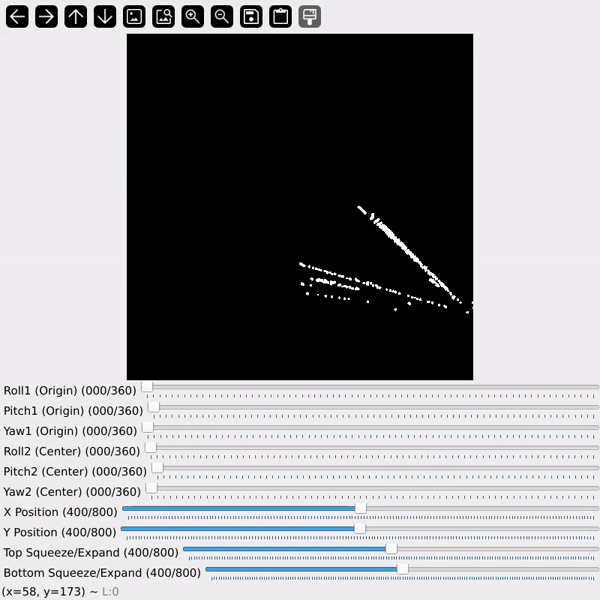 Roll1 (Origin) (000/360)
Pitch1 (Origin) (000/360)
Yaw1 (Origin) (000/360)
Roll2 (Center) (000/360)
Pitch2 (Center) (000/360)
Yaw2 (Center) (000/360)
X Position (400/800)
Y Position (400/800)
Top Squeeze/Expand (400/800)
Bottom Squeeze/Expand (400/800)
(x=58, y=173) ~ L:0